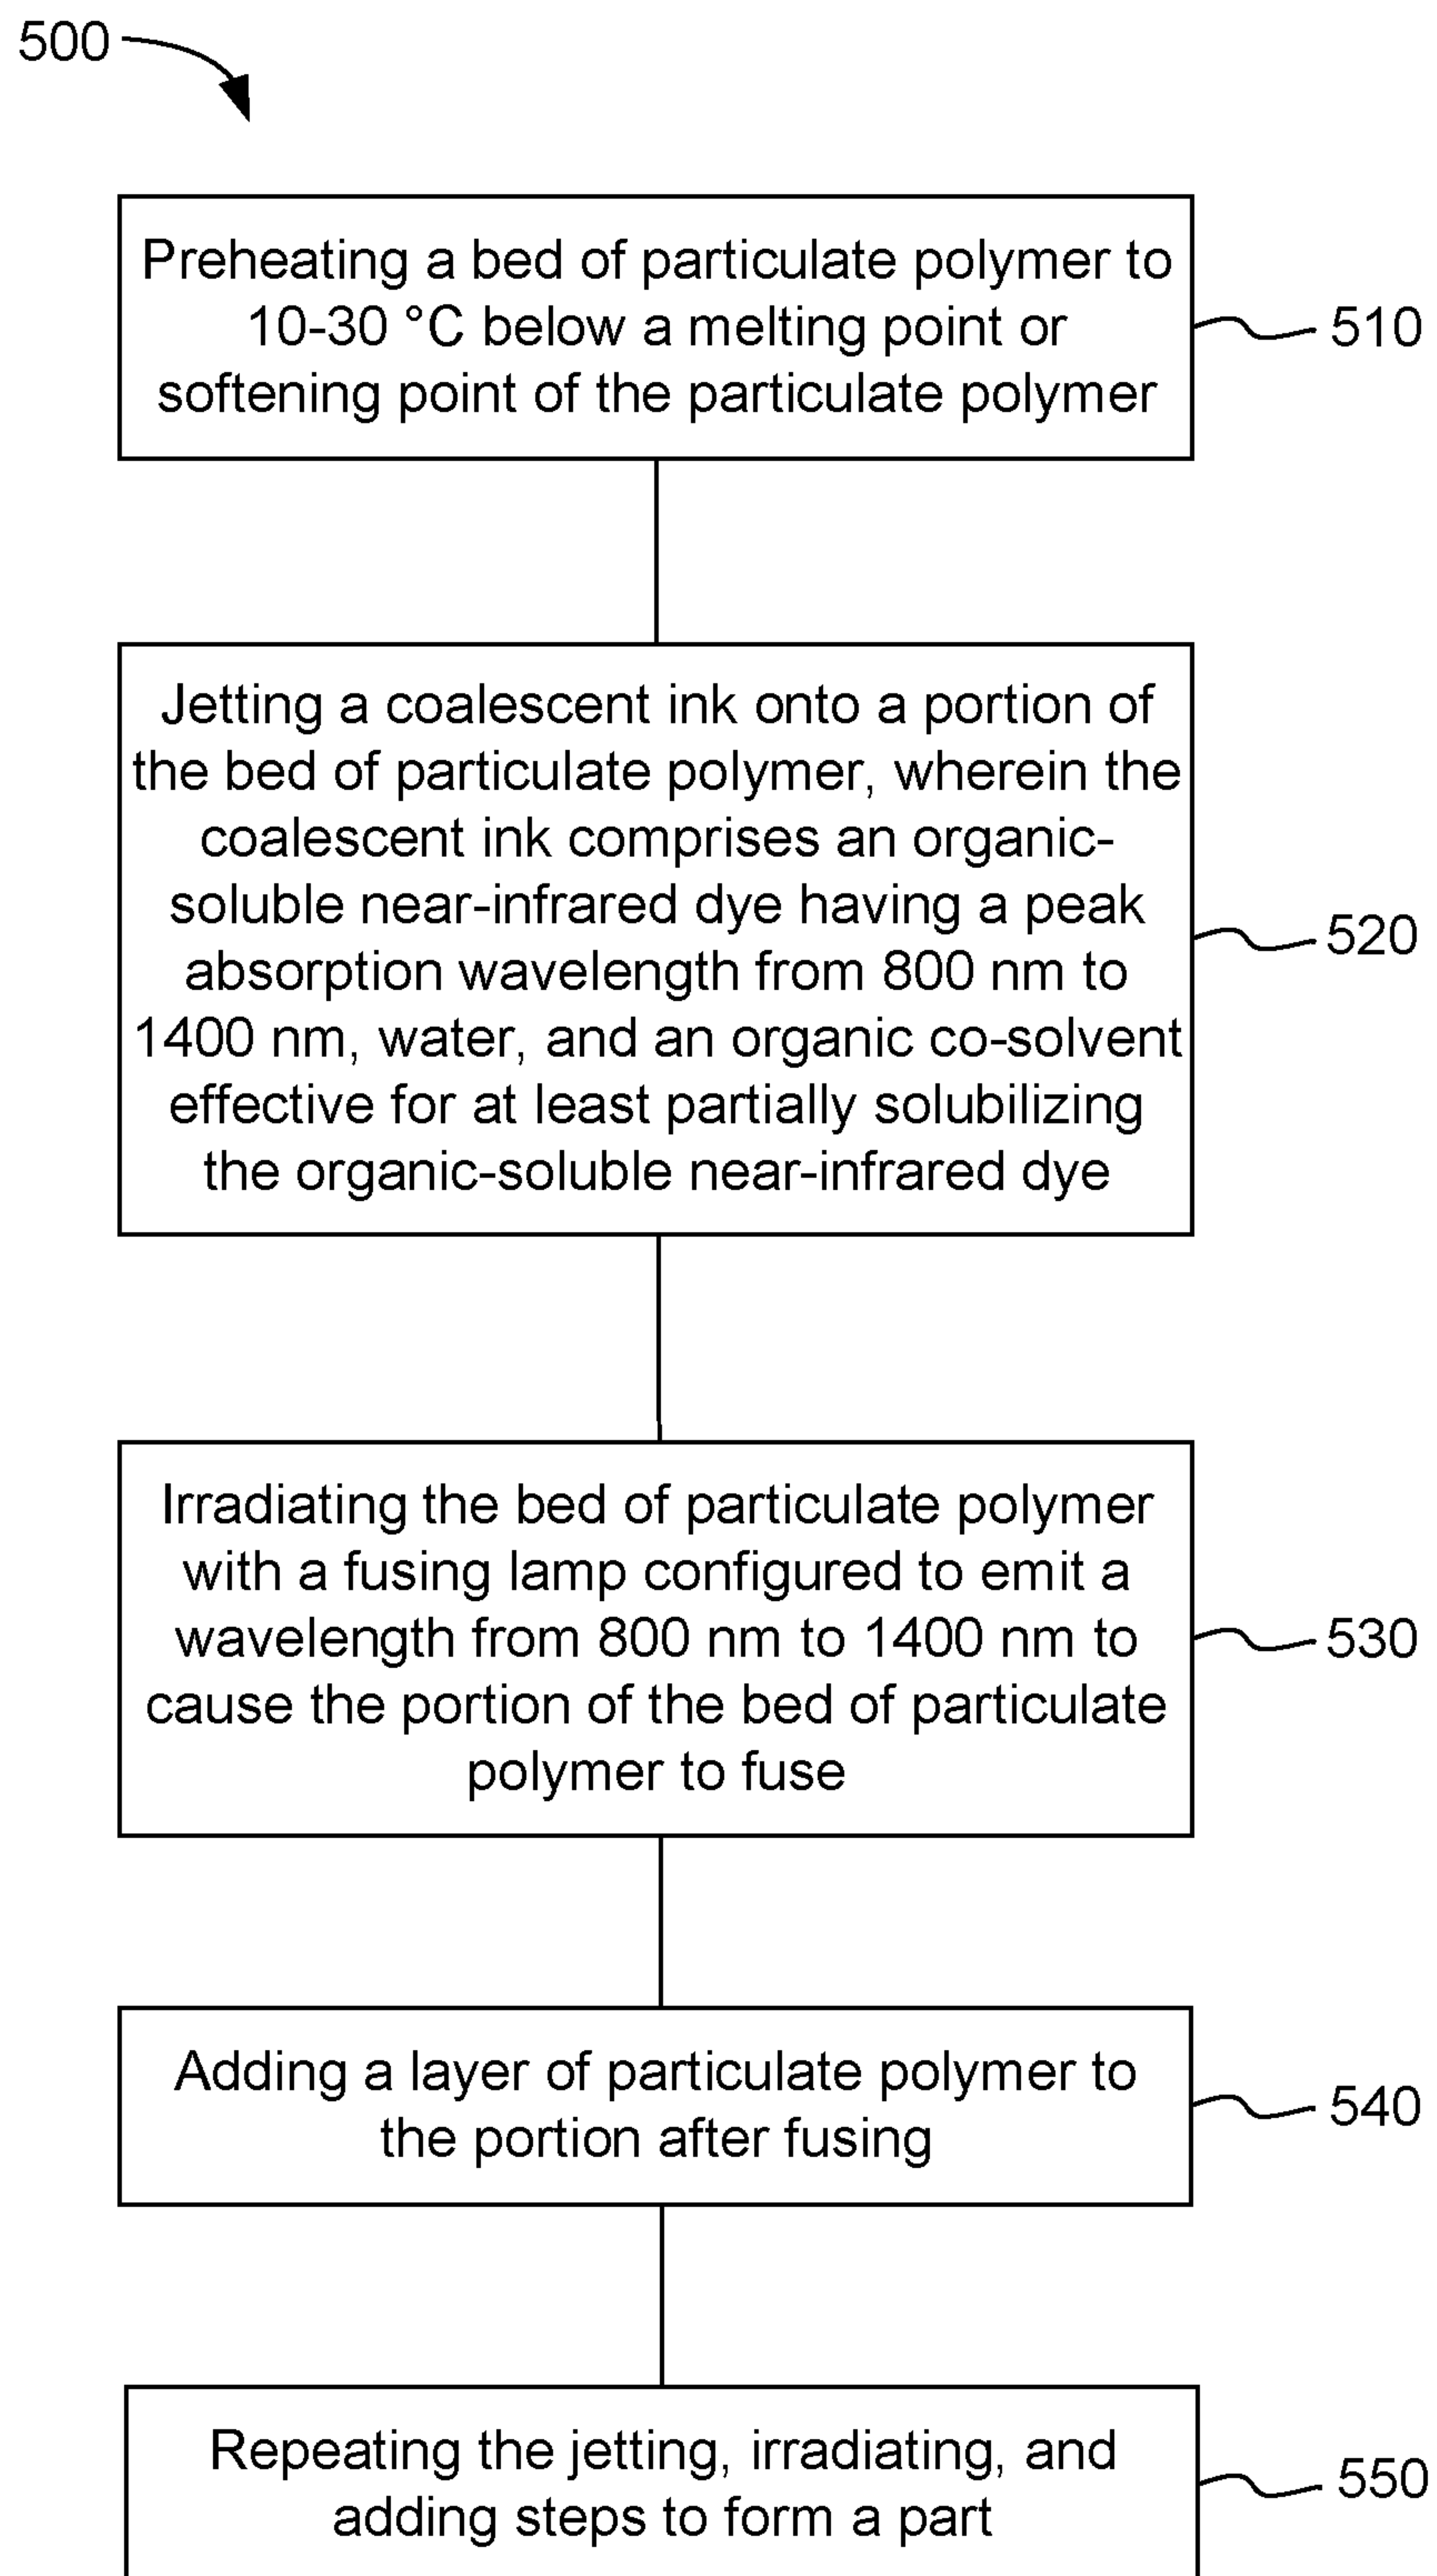 500
Preheating a bed of particulate polymer to
10-30 °C below a melting point or
softening point of the particulate polymer
510
Jetting a coalescent ink onto a portion of
the bed of particulate polymer, wherein the
coalescent ink comprises an organic-
soluble near-infrared dye having a peak
absorption wavelength from 800 nm to
1400 nm, water, and an organic co-solvent
effective for at least partially solubilizing
the organic-soluble near-infrared dye
520
Irradiating the bed of particulate polymer
with a fusing lamp configured to emit a
wavelength from 800 nm to 1400 nm to
cause the portion of the bed of particulate
polymer to fuse
530
Adding a layer of particulate polymer to
the portion after fusing
540
Repeating the jetting, irradiating, and
adding steps to form a part
550